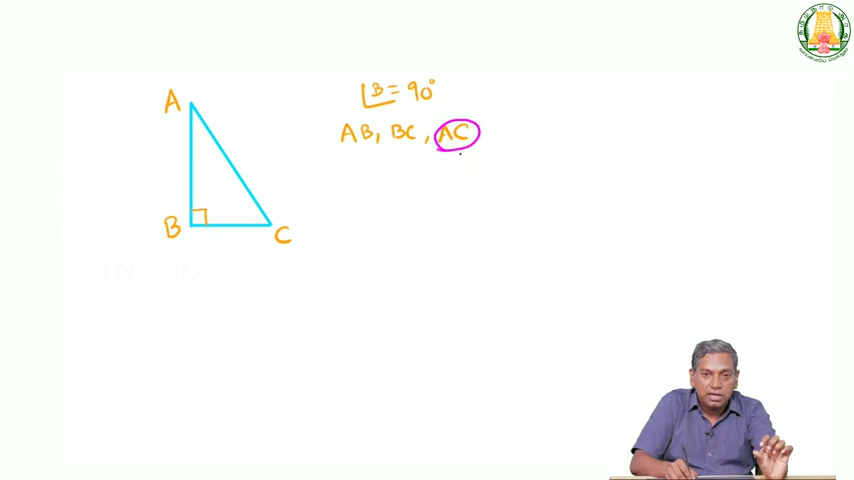 A
∠B = 90°
AB, BC, AC
B
C
TN SED